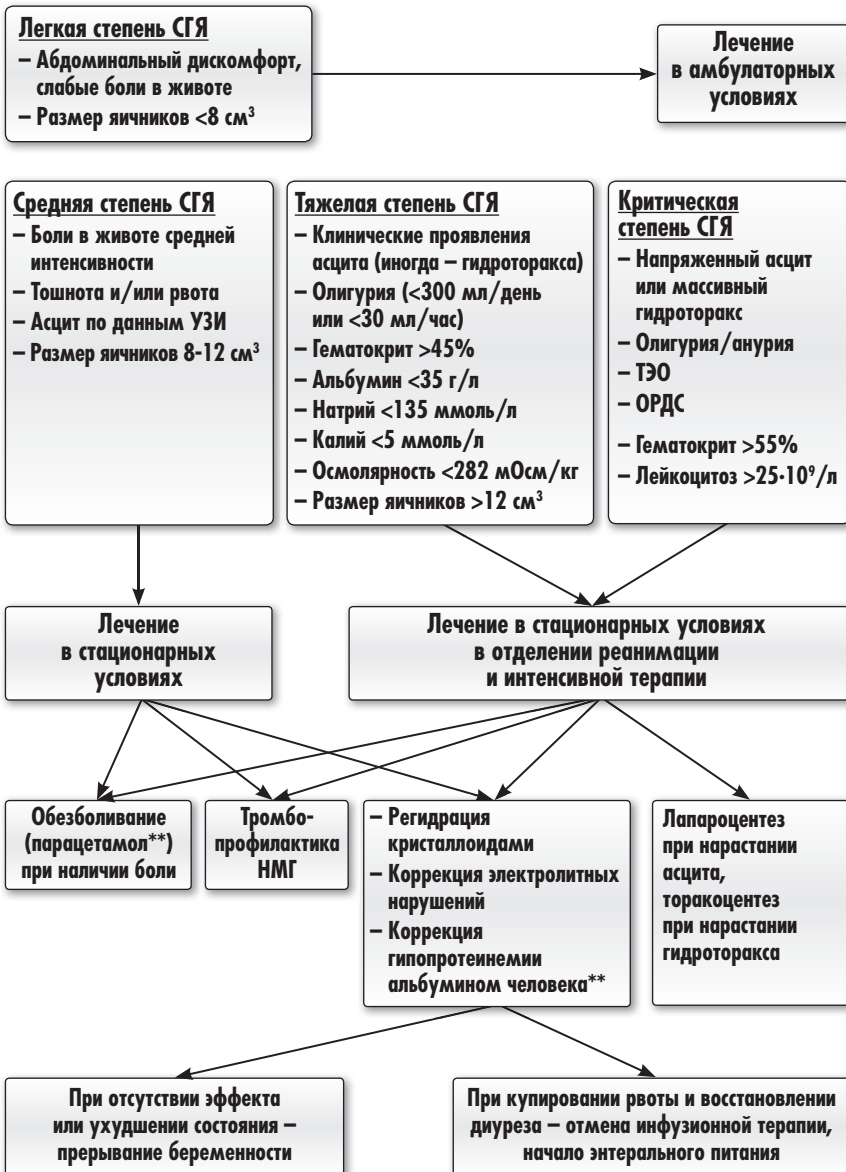 Легкая степень СГЯ
– Абдоминальный дискомфорт,
слабые боли в животе
– Размер яичников <8 см³
Лечение
в амбулаторных
условиях
Средняя степень СГЯ
– Боли в животе средней
интенсивности
– Тошнота и/или рвота
– Асцит по данным УЗИ
– Размер яичников 8-12 см³
Тяжелая степень СГЯ
– Клинические проявления
асцита (иногда – гидроторакса)
– Олигурия (<300 мл/день
или <30 мл/час)
– Гематокрит >45%
– Альбумин <35 г/л
– Натрий <135 ммоль/л
– Калий <5 ммоль/л
– Осмолярность <282 мОсм/кг
– Размер яичников >12 см³
Критическая
степень СГЯ
– Напряженный асцит
или массивный
гидроторакс
– Олигурия/анурия
– ТЭО
– ОРДС
– Гематокрит >55%
– Лейкоцитоз >25·10⁹/л
Лечение
в стационарных
условиях
Лечение в стационарных условиях
в отделении реанимации
и интенсивной терапии
Обезболивание
(парацетамол**)
при наличии боли
Тромбо-
профилактика
НМГ
– Регидрация
кристаллоидами
– Коррекция электролитных
нарушений
– Коррекция
гипопротеинемии
альбумином человека**
Лапароцентез
при нарастании
асцита,
торакоцентез
при нарастании
гидроторакса
При отсутствии эффекта
или ухудшении состояния –
прерывание беременности
При купировании рвоты и восстановлении
диуреза – отмена инфузионной терапии,
начало энтерального питания